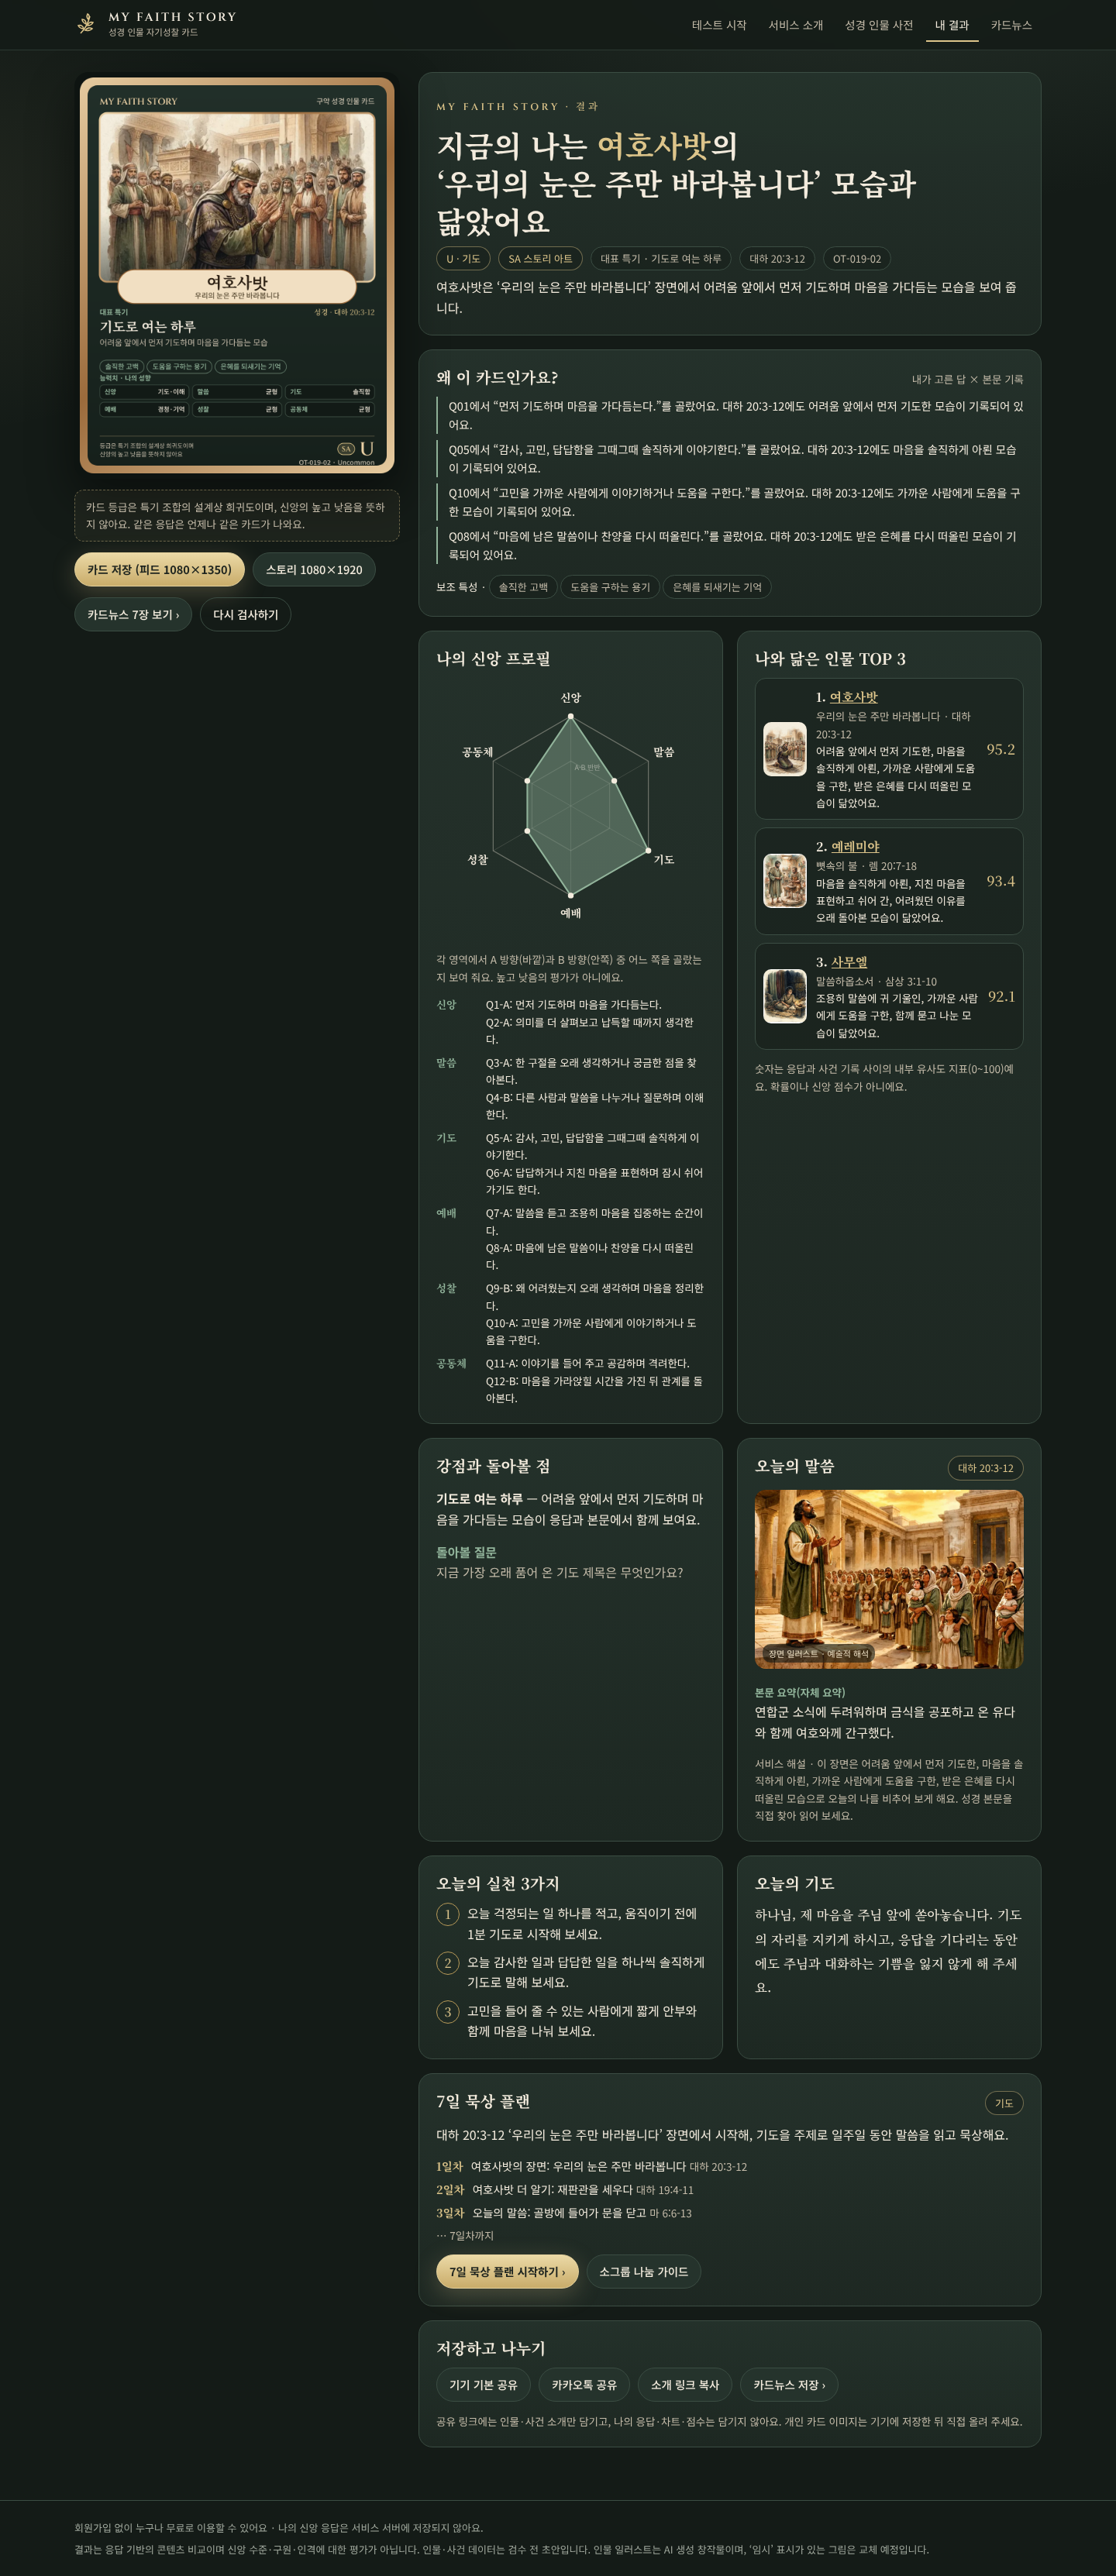 MY FAITH STORY
성경 인물 자기성찰 카드
테스트 시작
서비스 소개
성경 인물 사전
내 결과
카드뉴스
MY FAITH STORY
구약 성경 인물 카드
여호사밧
우리의 눈은 주만 바라봅니다
대표 특기
성경 · 대하 20:3-12
기도로 여는 하루
어려움 앞에서 먼저 기도하며 마음을 가다듬는 모습
솔직한 고백
도움을 구하는 용기
은혜를 되새기는 기억
능력치 · 나의 성향
신앙 기도·이해
말씀 균형
기도 솔직함
예배 경청·기억
성찰 균형
공동체 균형
등급은 특기 조합의 설계상 희귀도이며
신앙의 높고 낮음을 뜻하지 않아요
SA U
OT-019-02 · Uncommon
카드 등급은 특기 조합의 설계상 희귀도이며, 신앙의 높고 낮음을 뜻하
지 않아요. 같은 응답은 언제나 같은 카드가 나와요.
카드 저장 (피드 1080×1350)
스토리 1080×1920
카드뉴스 7장 보기 ›
다시 검사하기
MY FAITH STORY · 결과
지금의 나는 여호사밧의
‘우리의 눈은 주만 바라봅니다’ 모습과
닮았어요
U · 기도
SA 스토리 아트
대표 특기 · 기도로 여는 하루
대하 20:3-12
OT-019-02
여호사밧은 ‘우리의 눈은 주만 바라봅니다’ 장면에서 어려움 앞에서 먼저 기도하며 마음을 가다듬는 모습을 보여 줍
니다.
왜 이 카드인가요?
내가 고른 답 × 본문 기록
Q01에서 “먼저 기도하며 마음을 가다듬는다.”를 골랐어요. 대하 20:3-12에도 어려움 앞에서 먼저 기도한 모습이 기록되어 있
어요.
Q05에서 “감사, 고민, 답답함을 그때그때 솔직하게 이야기한다.”를 골랐어요. 대하 20:3-12에도 마음을 솔직하게 아뢴 모습
이 기록되어 있어요.
Q10에서 “고민을 가까운 사람에게 이야기하거나 도움을 구한다.”를 골랐어요. 대하 20:3-12에도 가까운 사람에게 도움을 구
한 모습이 기록되어 있어요.
Q08에서 “마음에 남은 말씀이나 찬양을 다시 떠올린다.”를 골랐어요. 대하 20:3-12에도 받은 은혜를 다시 떠올린 모습이 기
록되어 있어요.
보조 특성 · 솔직한 고백 도움을 구하는 용기 은혜를 되새기는 기억
나의 신앙 프로필
신앙
말씀
기도
예배
성찰
공동체
A·B 반반
각 영역에서 A 방향(바깥)과 B 방향(안쪽) 중 어느 쪽을 골랐는
지 보여 줘요. 높고 낮음의 평가가 아니에요.
신앙
Q1-A: 먼저 기도하며 마음을 가다듬는다.
Q2-A: 의미를 더 살펴보고 납득할 때까지 생각한
다.
말씀
Q3-A: 한 구절을 오래 생각하거나 궁금한 점을 찾
아본다.
Q4-B: 다른 사람과 말씀을 나누거나 질문하며 이해
한다.
기도
Q5-A: 감사, 고민, 답답함을 그때그때 솔직하게 이
야기한다.
Q6-A: 답답하거나 지친 마음을 표현하며 잠시 쉬어
가기도 한다.
예배
Q7-A: 말씀을 듣고 조용히 마음을 집중하는 순간이
다.
Q8-A: 마음에 남은 말씀이나 찬양을 다시 떠올린
다.
성찰
Q9-B: 왜 어려웠는지 오래 생각하며 마음을 정리한
다.
Q10-A: 고민을 가까운 사람에게 이야기하거나 도
움을 구한다.
공동체
Q11-A: 이야기를 들어 주고 공감하며 격려한다.
Q12-B: 마음을 가라앉힐 시간을 가진 뒤 관계를 돌
아본다.
나와 닮은 인물 TOP 3
1. 여호사밧
우리의 눈은 주만 바라봅니다 · 대하
20:3-12
어려움 앞에서 먼저 기도한, 마음을
솔직하게 아뢴, 가까운 사람에게 도움
을 구한, 받은 은혜를 다시 떠올린 모
습이 닮았어요.
95.2
2. 예레미야
뼛속의 불 · 렘 20:7-18
마음을 솔직하게 아뢴, 지친 마음을
표현하고 쉬어 간, 어려웠던 이유를
오래 돌아본 모습이 닮았어요.
93.4
3. 사무엘
말씀하옵소서 · 삼상 3:1-10
조용히 말씀에 귀 기울인, 가까운 사람
에게 도움을 구한, 함께 묻고 나눈 모
습이 닮았어요.
92.1
숫자는 응답과 사건 기록 사이의 내부 유사도 지표(0~100)예
요. 확률이나 신앙 점수가 아니에요.
강점과 돌아볼 점
기도로 여는 하루 — 어려움 앞에서 먼저 기도하며 마
음을 가다듬는 모습이 응답과 본문에서 함께 보여요.
돌아볼 질문
지금 가장 오래 품어 온 기도 제목은 무엇인가요?
오늘의 말씀
대하 20:3-12
장면 일러스트 · 예술적 해석
본문 요약(자체 요약)
연합군 소식에 두려워하며 금식을 공포하고 온 유다
와 함께 여호와께 간구했다.
서비스 해설 · 이 장면은 어려움 앞에서 먼저 기도한, 마음을 솔
직하게 아뢴, 가까운 사람에게 도움을 구한, 받은 은혜를 다시
떠올린 모습으로 오늘의 나를 비추어 보게 해요. 성경 본문을
직접 찾아 읽어 보세요.
오늘의 실천 3가지
1 오늘 걱정되는 일 하나를 적고, 움직이기 전에
1분 기도로 시작해 보세요.
2 오늘 감사한 일과 답답한 일을 하나씩 솔직하게
기도로 말해 보세요.
3 고민을 들어 줄 수 있는 사람에게 짧게 안부와
함께 마음을 나눠 보세요.
오늘의 기도
하나님, 제 마음을 주님 앞에 쏟아놓습니다. 기도
의 자리를 지키게 하시고, 응답을 기다리는 동안
에도 주님과 대화하는 기쁨을 잃지 않게 해 주세
요.
7일 묵상 플랜
기도
대하 20:3-12 ‘우리의 눈은 주만 바라봅니다’ 장면에서 시작해, 기도을 주제로 일주일 동안 말씀을 읽고 묵상해요.
1일차 여호사밧의 장면: 우리의 눈은 주만 바라봅니다 대하 20:3-12
2일차 여호사밧 더 알기: 재판관을 세우다 대하 19:4-11
3일차 오늘의 말씀: 골방에 들어가 문을 닫고 마 6:6-13
… 7일차까지
7일 묵상 플랜 시작하기 ›
소그룹 나눔 가이드
저장하고 나누기
기기 기본 공유
카카오톡 공유
소개 링크 복사
카드뉴스 저장 ›
공유 링크에는 인물·사건 소개만 담기고, 나의 응답·차트·점수는 담기지 않아요. 개인 카드 이미지는 기기에 저장한 뒤 직접 올려 주세요.
회원가입 없이 누구나 무료로 이용할 수 있어요 · 나의 신앙 응답은 서비스 서버에 저장되지 않아요.
결과는 응답 기반의 콘텐츠 비교이며 신앙 수준·구원·인격에 대한 평가가 아닙니다. 인물·사건 데이터는 검수 전 초안입니다. 인물 일러스트는 AI 생성 창작물이며, ‘임시’ 표시가 있는 그림은 교체 예정입니다.